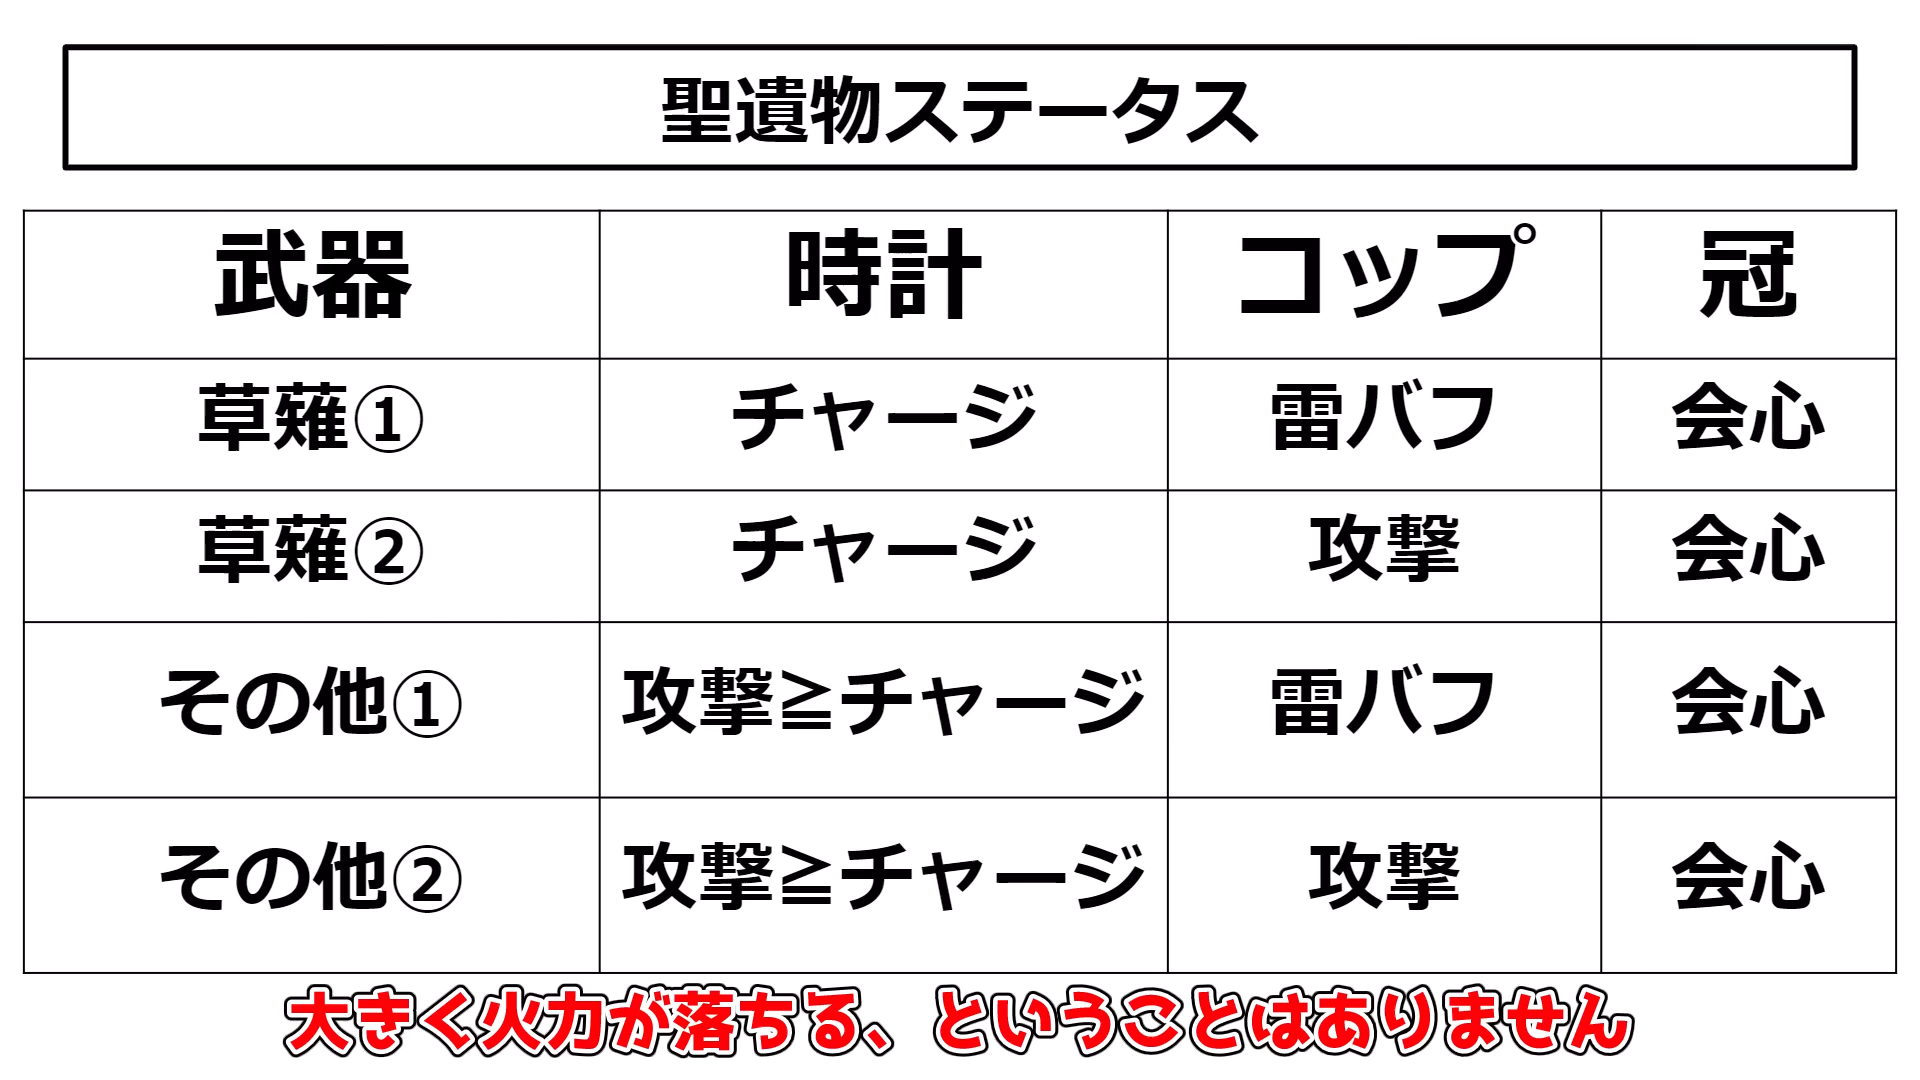 聖遺物ステータス
武器 時計 コップ 冠
草薙① チャージ 雷バフ 会心
草薙② チャージ 攻撃 会心
その他① 攻撃≧チャージ 雷バフ 会心
その他② 攻撃≧チャージ 攻撃 会心
大きく火力が落ちる、ということはありません